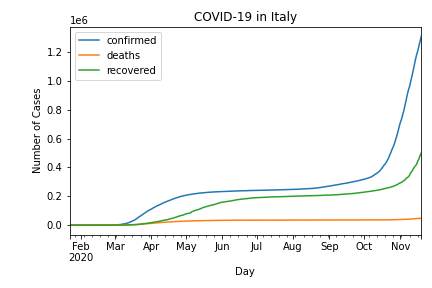 COVID-19 in Italy
1e6
confirmed
deaths
recovered
1.2
1.0
0.8
0.6
0.4
0.2
0.0
Number of Cases
Feb Mar Apr May Jun Jul Aug Sep Oct Nov
2020
Day